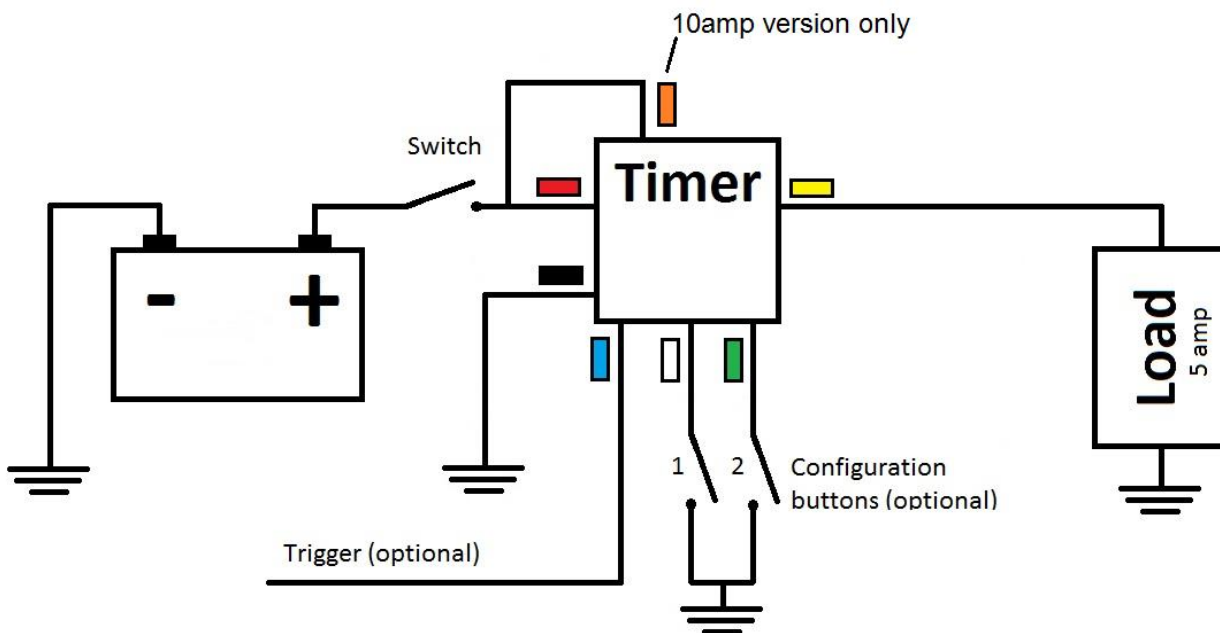 10amp version only
Switch
Timer
-
+
Load
5 amp
1
2
Configuration
buttons (optional)
Trigger (optional)